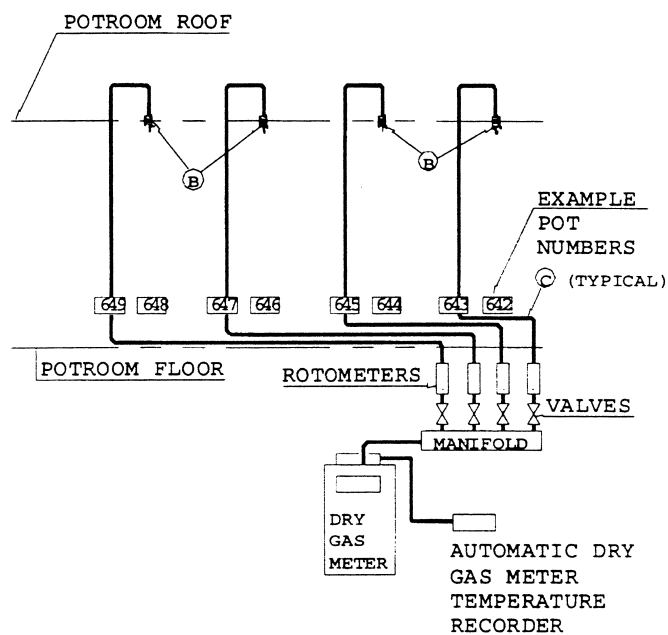 POTROOM ROOF
B
B
EXAMPLE
POT
NUMBERS
C (TYPICAL)
649 648 647 646 645 644 643 642
POTROOM FLOOR
ROTOMETERS
VALVES
MANIFOLD
DRY
GAS
METER
AUTOMATIC DRY
GAS METER
TEMPERATURE
RECORDER